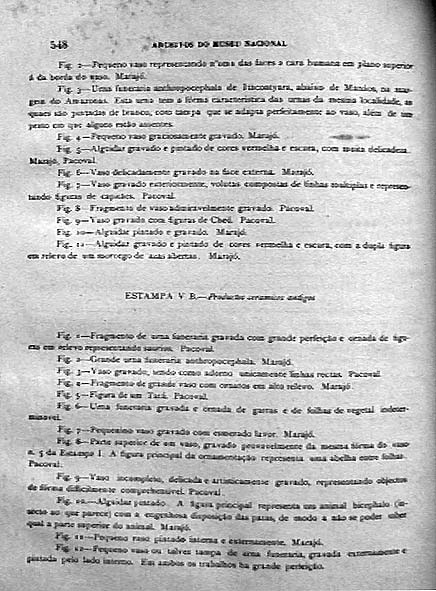 548 ARCHIVOS DO MUSEU NACIONAL
Fig. 2—Pequeno vaso representando n'uma das faces a cara humana em plano superior
á da borda do vaso. Marajó.
Fig. 3—Urna funeraria anthropocephala de Itacoatyara, abaixo de Manáos, na mar-
gem do Amazonas. Esta urna tem a fórma caracteristica das urnas da mesma localidade, as
quaes são pintadas de branco, com tampa que se adapta perfeitamente ao vaso, além de um
em que alguns estão assentes.
Fig. 4—Pequeno vaso graciosamente gravado. Marajó.
Fig. 5—Alguidar gravado e pintado de cores vermelha e escura, com muita delicadeza.
Marajó, Pacoval.
Fig. 6—Vaso delicadamente gravado na face externa. Marajó.
Fig. 7—Vaso gravado exteriormente, volutas compostas de linhas multiplas e represen-
tando figuras de Pacoval.
Fig. 8—Fragmento de vaso admiravelmente gravado. Pacoval.
Fig. 9—Vaso gravado com figuras de Pacoval.
Fig. 10—Alguidar pintado e gravado. Marajó.
Fig. 11—Alguidar gravado e pintado de cores vermelha e escura, com a dupla figura
em relevo de um morcego de azas abertas. Marajó.
ESTAMPA V B.—Productos ceramicos antigos
Fig. 1—Fragmento de urna funeraria gravada com grande perfeição e ornada de figu-
ras em relevo representando saurios. Pacoval.
Fig. 2—Grande urna funeraria anthropocephala. Marajó.
Fig. 3—Vaso gravado, tendo como adorno unicamente linhas rectas. Pacoval.
Fig. 4—Fragmento de grande vaso com ornatos em alto relevo. Marajó.
Fig. 5—Figura de um Tatú. Pacoval.
Fig. 6—Urna funeraria gravada e ornada de garras e de folhas de vegetal indeter-
minavel.
Fig. 7—Pequenino vaso gravado com esmerado lavor. Marajó.
Fig. 8—Parte superior de um vaso, gravado provavelmente da mesma fórma do vaso
n. 5 da Estampa I. A figura principal da ornamentação representa uma abelha entre folhas.
Pacoval.
Fig. 9—Vaso incompleto, delicada e artisticamente gravado, representando objectos
de fórma difficilmente comprehensivel. Pacoval.
Fig. 10—Alguidar pintado. A figura principal representa um animal bicephalo (in-
secto ao que parece) com a engenhosa disposição das patas, de modo a não se poder saber
qual a parte superior do animal. Marajó.
Fig. 11—Pequeno vaso pintado interna e externamente. Marajó.
Fig. 12—Pequeno vaso ou talvez tampa de urna funeraria, gravada externamente e
pintada pelo lado interno. Em ambos os trabalhos ha grande perfeição.